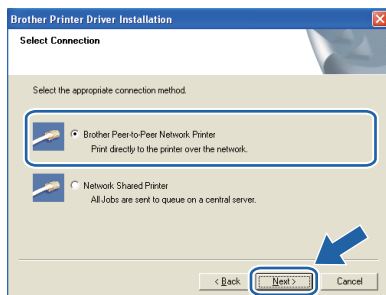 Brother Printer Driver Installation
Select Connection
Select the appropriate connection method.
Brother Peer-to-Peer Network Printer
Print directly to the printer over the network.
Network Shared Printer
All Jobs are sent to queue on a central server.
< Back Next > Cancel